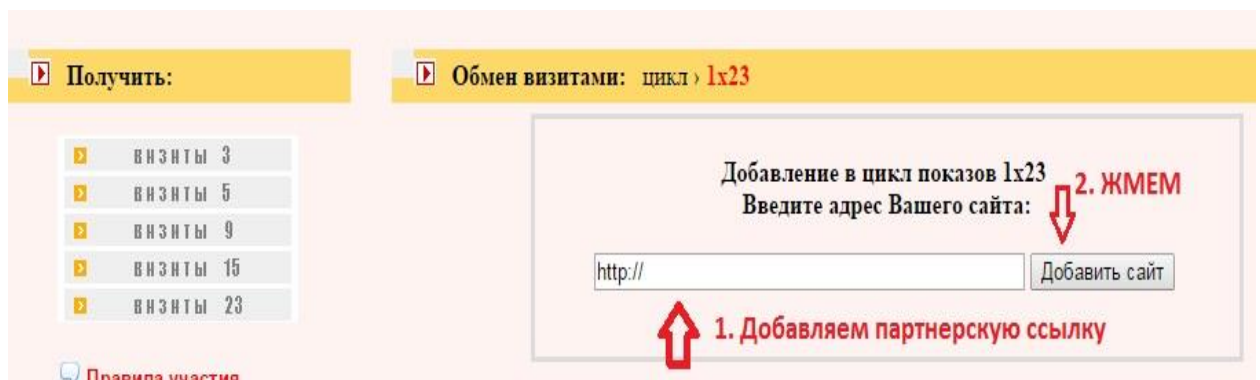 Получить:
Обмен визитами: цикл › 1x23
визиты 3
визиты 5
визиты 9
визиты 15
визиты 23
Правила участия
Добавление в цикл показов 1x23
Введите адрес Вашего сайта:
2. ЖМЕМ
http://
Добавить сайт
1. Добавляем партнерскую ссылку